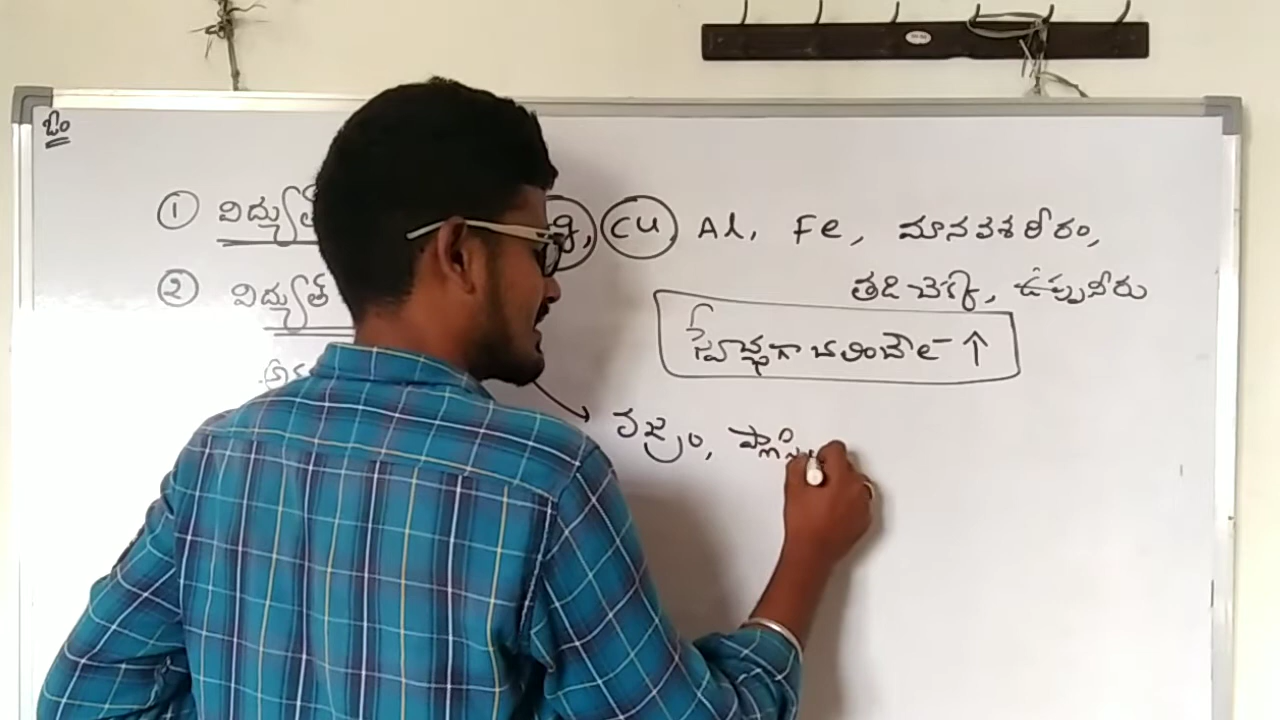 ఓం
① విద్యుత్ g, Cu Al, Fe, మానవశరీరం,
② విద్యుత్ తడిచెక్క, ఉప్పునీరు
స్వేచ్ఛగా చలించే e⁻ ↑
వజ్రం, ప్లాస్టి